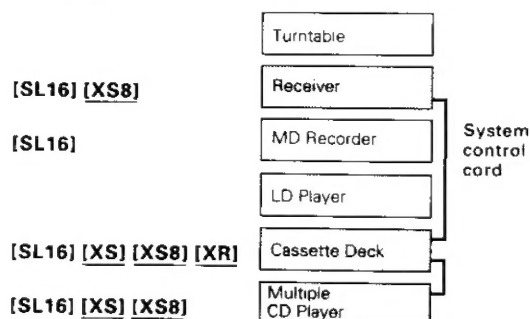 Turntable
[SL16] [XS8] Receiver
[SL16] MD Recorder
System
control
cord
LD Player
[SL16] [XS] [XS8] [XR] Cassette Deck
[SL16] [XS] [XS8] Multiple
CD Player